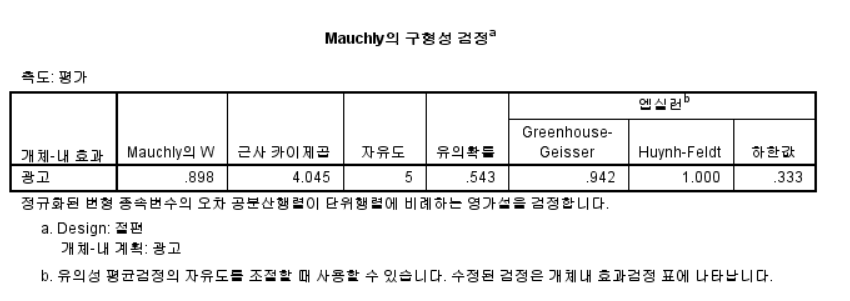 Mauchly의 구형성 검정a
측도: 평가
엡실런b
개체-내 효과 Mauchly의 W 근사 카이제곱 자유도 유의확률 Greenhouse-Geisser Huynh-Feldt 하한값
광고 .898 4.045 5 .543 .942 1.000 .333
정규화된 변형 종속변수의 오차 공분산행렬이 단위행렬에 비례하는 영가설을 검정합니다.
a. Design: 절편
개체-내 계획: 광고
b. 유의성 평균검정의 자유도를 조절할 때 사용할 수 있습니다. 수정된 검정은 개체내 효과검정 표에 나타납니다.